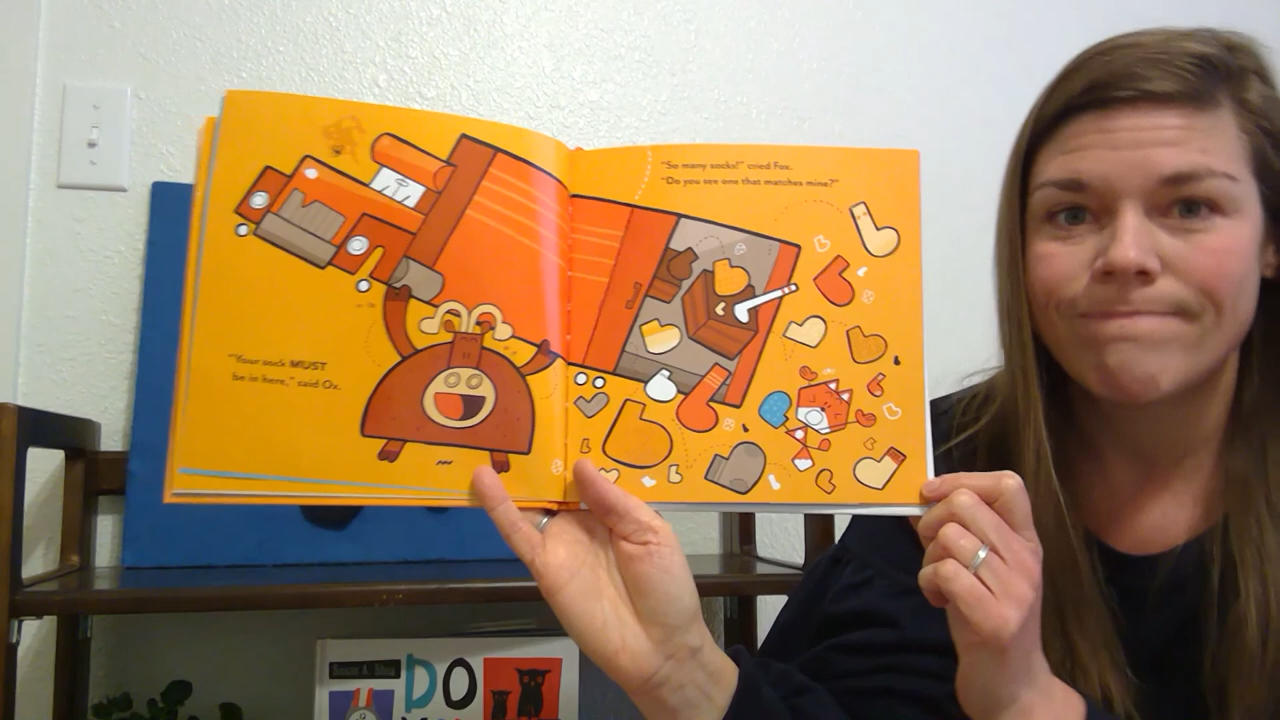 "So many socks!" cried Fox.
"Do you see one that matches mine?"
"Your sock MUST
be in here," said Ox.
DO